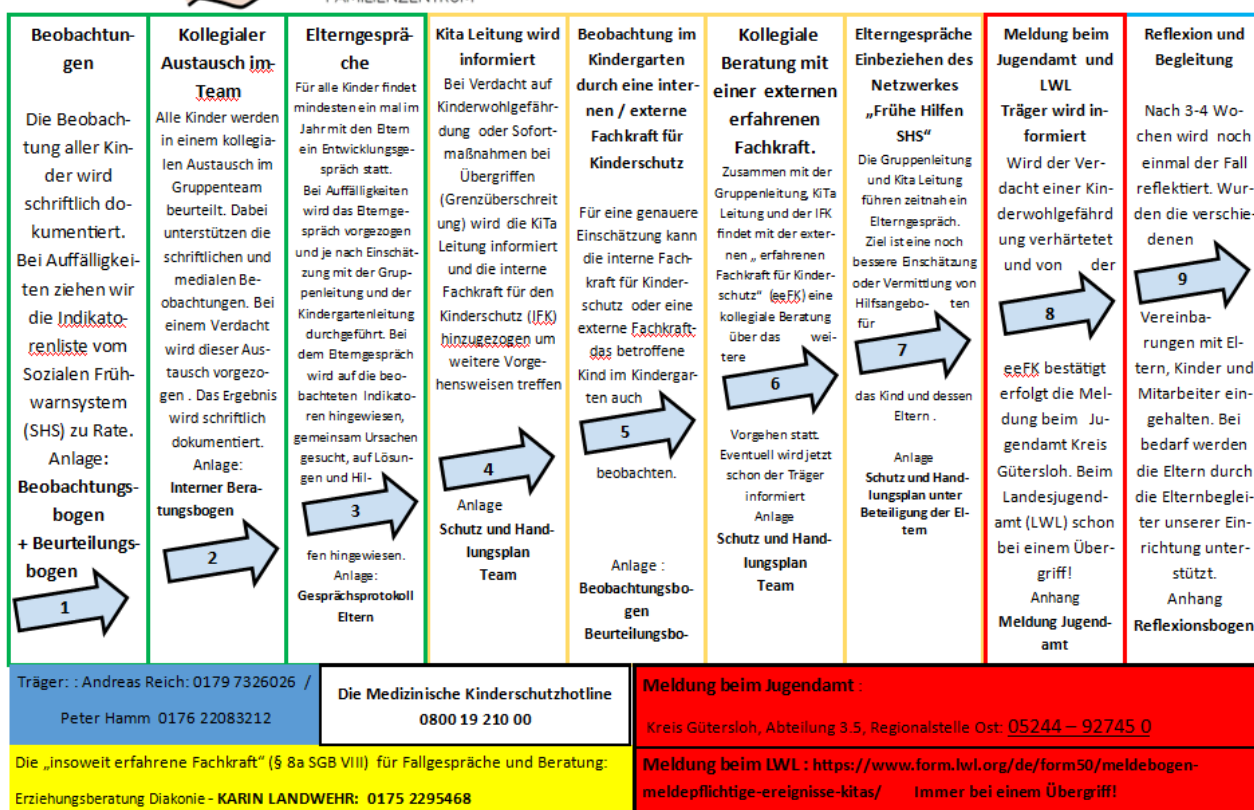 FAMILIENZENTRUM
Beobachtun-
gen
Die Beobach-
tung aller Kin-
der wird
schriftlich do-
kumentiert.
Bei Auffälligkei-
ten ziehen wir
die Indikato-
renliste vom
Sozialen Früh-
warnsystem
(SHS) zu Rate.
Anlage:
Beobachtungs-
bogen
+ Beurteilungs-
bogen
1
Kollegialer
Austausch im
Team
Alle Kinder werden
in einem kollegia-
len Austausch im
Gruppenteam
beurteilt. Dabei
unterstützen die
schriftlichen und
medialen Be-
obachtungen. Bei
einem Verdacht
wird dieser Aus-
tausch vorgezo-
gen . Das Ergebnis
wird schriftlich
dokumentiert.
Anlage:
Interner Bera-
tungsbogen
2
Elterngesprä-
che
Für alle Kinder findet
mindesten ein mal im
Jahr mit den Eltern
ein Entwicklungsge-
spräch statt.
Bei Auffälligkeiten
wird das Elternge-
spräch vorgezogen
und je nach Einschät-
zung mit der Grup-
penleitung und der
Kindergartenleitung
durchgeführt. Bei
dem Elterngespräch
wird auf die beo-
bachteten Indikato-
ren hingewiesen,
gemeinsam Ursachen
gesucht, auf Lösun-
gen und Hil-
3
fen hingewiesen.
Anlage:
Gesprächsprotokoll
Eltern
Kita Leitung wird
informiert
Bei Verdacht auf
Kinderwohlgefähr-
dung oder Sofort-
maßnahmen bei
Übergriffen
(Grenzüberschreit
ung) wird die KiTa
Leitung informiert
und die interne
Fachkraft für den
Kinderschutz (IFK)
hinzugezogen um
weitere Vorge-
hensweisen treffen
4
Anlage
Schutz und Hand-
lungsplan
Team
Beobachtung im
Kindergarten
durch eine inter-
nen / externe
Fachkraft für
Kinderschutz
Für eine genauere
Einschätzung kann
die interne Fach-
kraft für Kinder-
schutz oder eine
externe Fachkraft-
das betroffene
Kind im Kindergar-
ten auch
5
beobachten.
Anlage :
Beobachtungsbo-
gen
Beurteilungsbo-
Kollegiale
Beratung mit
einer externen
erfahrenen
Fachkraft.
Zusammen mit der
Gruppenleitung, KiTa
Leitung und der IFK
findet mit der exter-
nen „ erfahrenen
Fachkraft für Kinder-
schutz" (eeFK) eine
kollegiale Beratung
über das wei-
tere
6
Vorgehen statt.
Eventuell wird jetzt
schon der Träger
informiert
Anlage
Schutz und Hand-
lungsplan
Team
Elterngespräche
Einbeziehen des
Netzwerkes
„Frühe Hilfen
SHS“
Die Gruppenleitung
und Kita Leitung
führen zeitnah ein
Elterngespräch.
Ziel ist eine noch
bessere Einschätzung
oder Vermittlung von
Hilfsangebo- ten
für
7
das Kind und dessen
Eltern .
Anlage
Schutz und Hand-
lungsplan unter
Beteiligung der El-
tern
Meldung beim
Jugendamt und
LWL
Träger wird in-
formiert
Wird der Ver-
dacht einer Kin-
derwohlgefährd
ung verhärtetet
und von der
8
eeFK bestätigt
erfolgt die Mel-
dung beim Ju-
gendamt Kreis
Gütersloh. Beim
Landesjugend-
amt (LWL) schon
bei einem Über-
griff!
Anhang
Meldung Jugend-
amt
Reflexion und
Begleitung
Nach 3-4 Wo-
chen wird noch
einmal der Fall
reflektiert. Wur-
den die verschie-
denen
9
Vereinba-
rungen mit El-
tern, Kinder und
Mitarbeiter ein-
gehalten. Bei
bedarf werden
die Eltern durch
die Elternbeglei-
ter unserer Ein-
richtung unter-
stützt.
Anhang
Reflexionsbogen
Träger: : Andreas Reich: 0179 7326026 /
Peter Hamm 0176 22083212
Die Medizinische Kinderschutzhotline
0800 19 210 00
Meldung beim Jugendamt :
Kreis Gütersloh, Abteilung 3.5, Regionalstelle Ost: 05244 – 92745 0
Die „insoweit erfahrene Fachkraft“ (§ 8a SGB VIII) für Fallgespräche und Beratung:
Erziehungsberatung Diakonie - KARIN LANDWEHR: 0175 2295468
Meldung beim LWL : https://www.form.lwl.org/de/form50/meldebogen-
meldepflichtige-ereignisse-kitas/ Immer bei einem Übergriff!